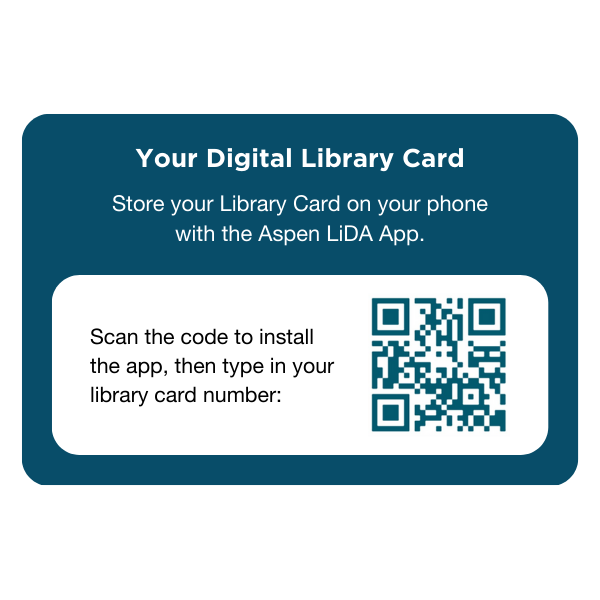 Your Digital Library Card
Store your Library Card on your phone
with the Aspen LiDA App.
Scan the code to install
the app, then type in your
library card number: